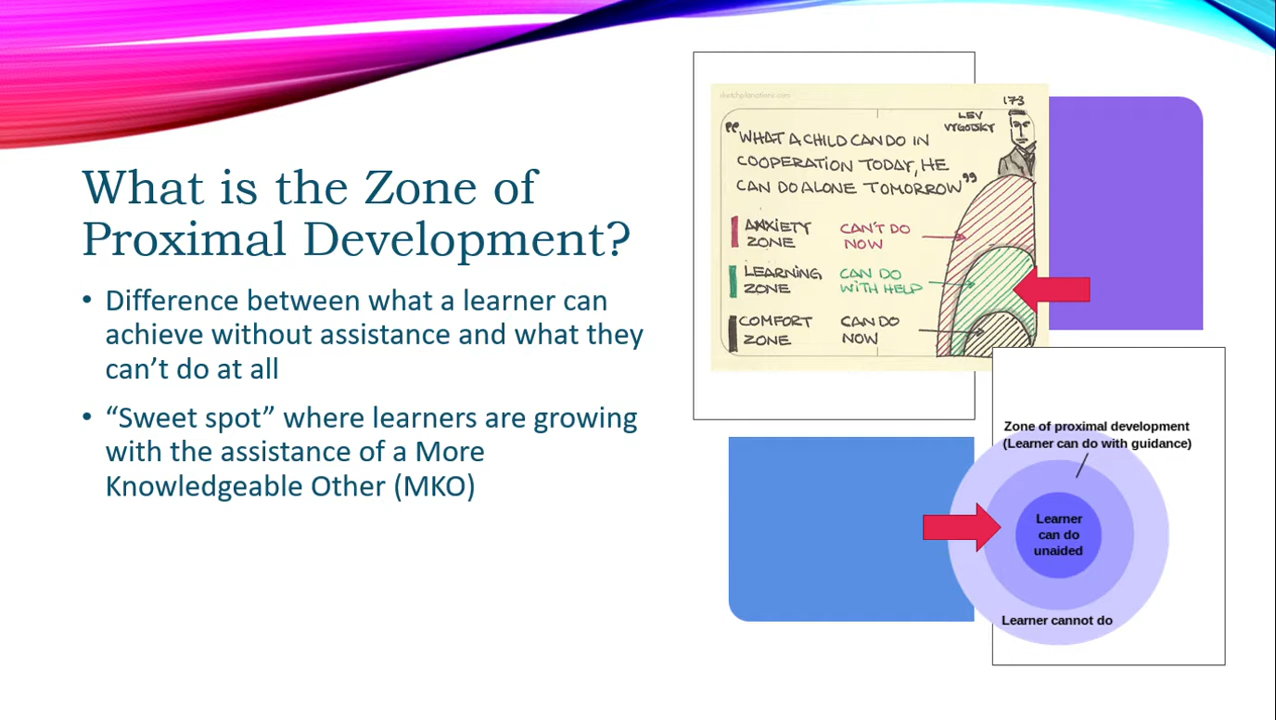 What is the Zone of
Proximal Development?
• Difference between what a learner can
achieve without assistance and what they
can’t do at all
• “Sweet spot” where learners are growing
with the assistance of a More
Knowledgeable Other (MKO)
sketchplanations.com
173
LEV
VYGOTSKY
"WHAT A CHILD CAN DO IN
COOPERATION TODAY, HE
CAN DO ALONE TOMORROW"
ANXIETY
ZONE
CAN'T DO
NOW
LEARNING
ZONE
CAN DO
WITH HELP
COMFORT
ZONE
CAN DO
NOW
Zone of proximal development
(Learner can do with guidance)
Learner
can do
unaided
Learner cannot do